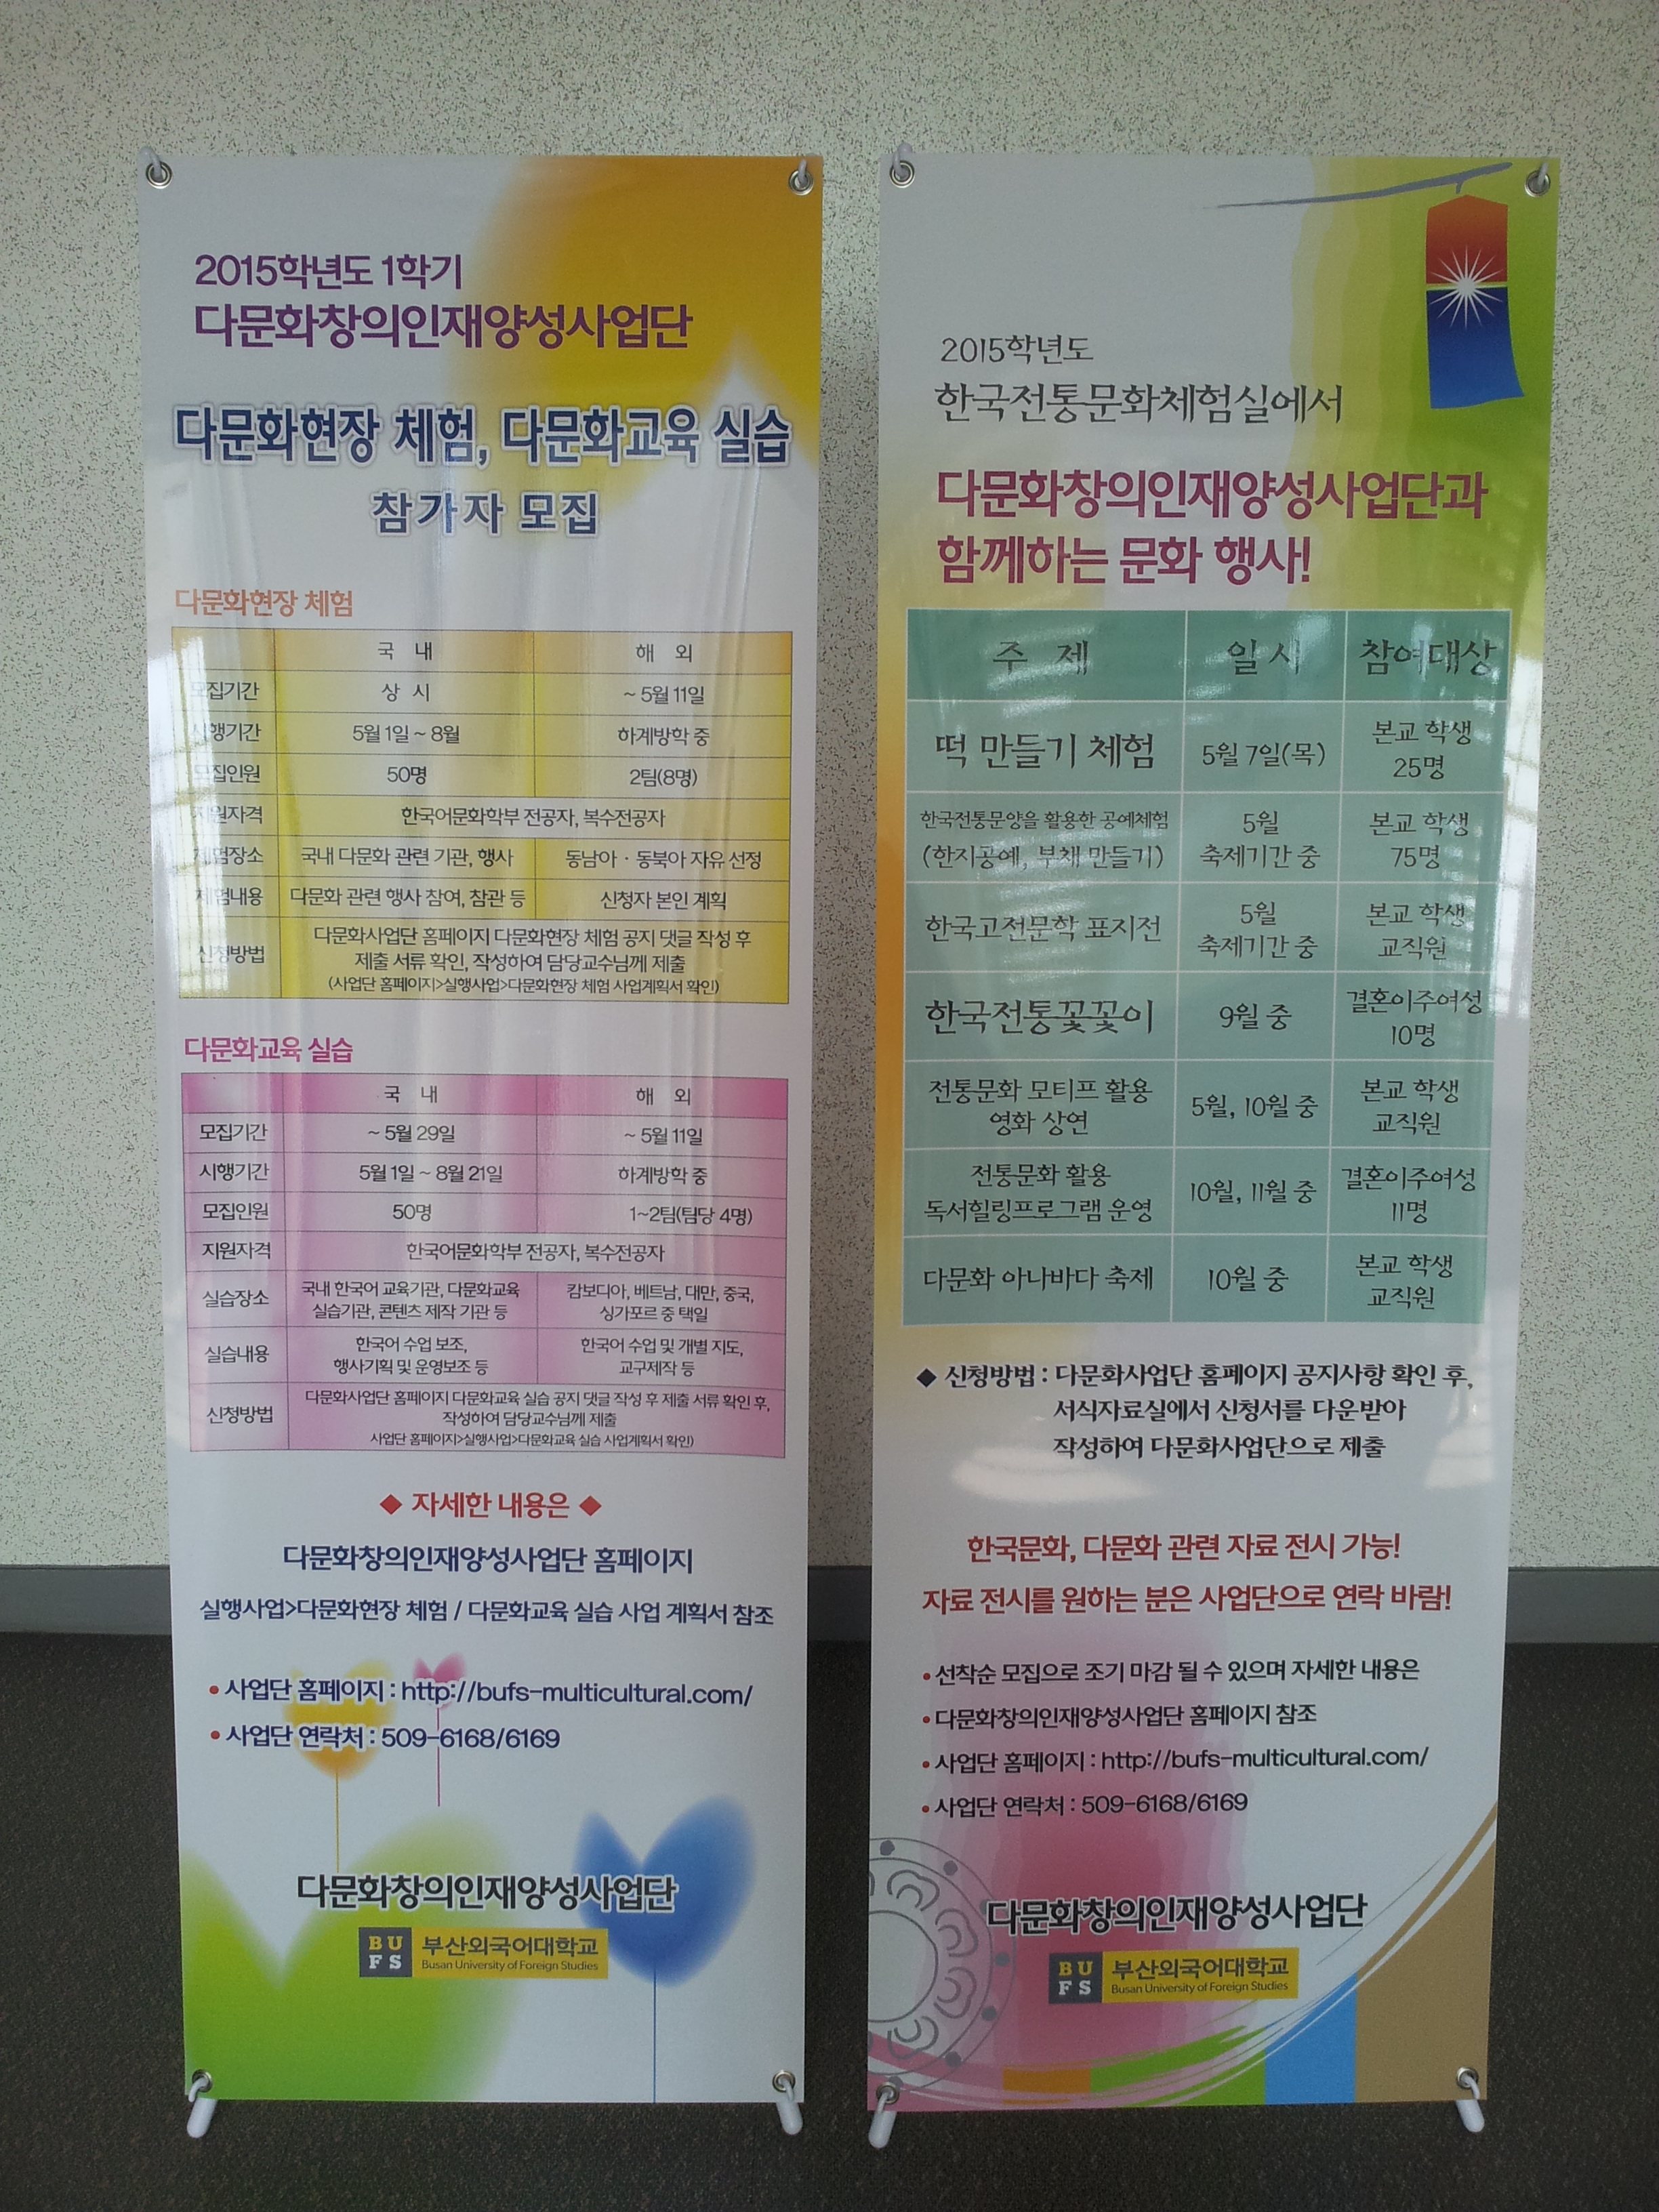 2015학년도 1학기
다문화창의인재양성사업단
다문화현장 체험, 다문화교육 실습
참가자 모집
다문화현장 체험
국 내 해 외
모집기간 상 시 ~ 5월 11일
시행기간 5월 1일 ~ 8월 하계방학 중
모집인원 50명 2팀(8명)
지원자격 한국어문화학부 전공자, 복수전공자
체험장소 국내 다문화 관련 기관, 행사 동남아 · 동북아 자유 선정
체험내용 다문화 관련 행사 참여, 참관 등 신청자 본인 계획
신청방법 다문화사업단 홈페이지 다문화현장 체험 공지 댓글 작성 후
제출 서류 확인, 작성하여 담당교수님께 제출
(사업단 홈페이지>실행사업>다문화현장 체험 사업계획서 확인)
다문화교육 실습
국 내 해 외
모집기간 ~ 5월 29일 ~ 5월 11일
시행기간 5월 1일 ~ 8월 21일 하계방학 중
모집인원 50명 1~2팀(팀당 4명)
지원자격 한국어문화학부 전공자, 복수전공자
실습장소 국내 한국어 교육기관, 다문화교육 캄보디아, 베트남, 대만, 중국,
실습기관, 콘텐츠 제작 기관 등 싱가포르 중 택일
실습내용 한국어 수업 보조, 한국어 수업 및 개별 지도,
행사기획 및 운영보조 등 교구제작 등
신청방법 다문화사업단 홈페이지 다문화교육 실습 공지 댓글 작성 후 제출 서류 확인 후,
작성하여 담당교수님께 제출
사업단 홈페이지>실행사업>다문화교육 실습 사업계획서 확인)
◆ 자세한 내용은 ◆
다문화창의인재양성사업단 홈페이지
실행사업>다문화현장 체험 / 다문화교육 실습 사업 계획서 참조
• 사업단 홈페이지 : http://bufs-multicultural.com/
• 사업단 연락처 : 509-6168/6169
다문화창의인재양성사업단
BU
FS
부산외국어대학교
Busan University of Foreign Studies
2015학년도
한국전통문화체험실에서
다문화창의인재양성사업단과
함께하는 문화 행사!
주 제 일 시 참여대상
떡 만들기 체험 5월 7일(목) 본교 학생
25명
한국전통문양을 활용한 공예체험 5월 본교 학생
(한지공예, 부채 만들기) 축제기간 중 75명
한국고전문학 표지전 5월 본교 학생
축제기간 중 교직원
한국전통꽃꽃이 9월 중 결혼이주여성
10명
전통문화 모티프 활용 5월, 10월 중 본교 학생
영화 상연 교직원
전통문화 활용 10월, 11월 중 결혼이주여성
독서힐링프로그램 운영 11명
다문화 아나바다 축제 10월 중 본교 학생
교직원
◆ 신청방법 : 다문화사업단 홈페이지 공지사항 확인 후,
서식자료실에서 신청서를 다운받아
작성하여 다문화사업단으로 제출
한국문화, 다문화 관련 자료 전시 가능!
자료 전시를 원하는 분은 사업단으로 연락 바람!
• 선착순 모집으로 조기 마감 될 수 있으며 자세한 내용은
• 다문화창의인재양성사업단 홈페이지 참조
• 사업단 홈페이지 : http://bufs-multicultural.com/
• 사업단 연락처 : 509-6168/6169
다문화창의인재양성사업단
BU
FS
부산외국어대학교
Busan University of Foreign Studies